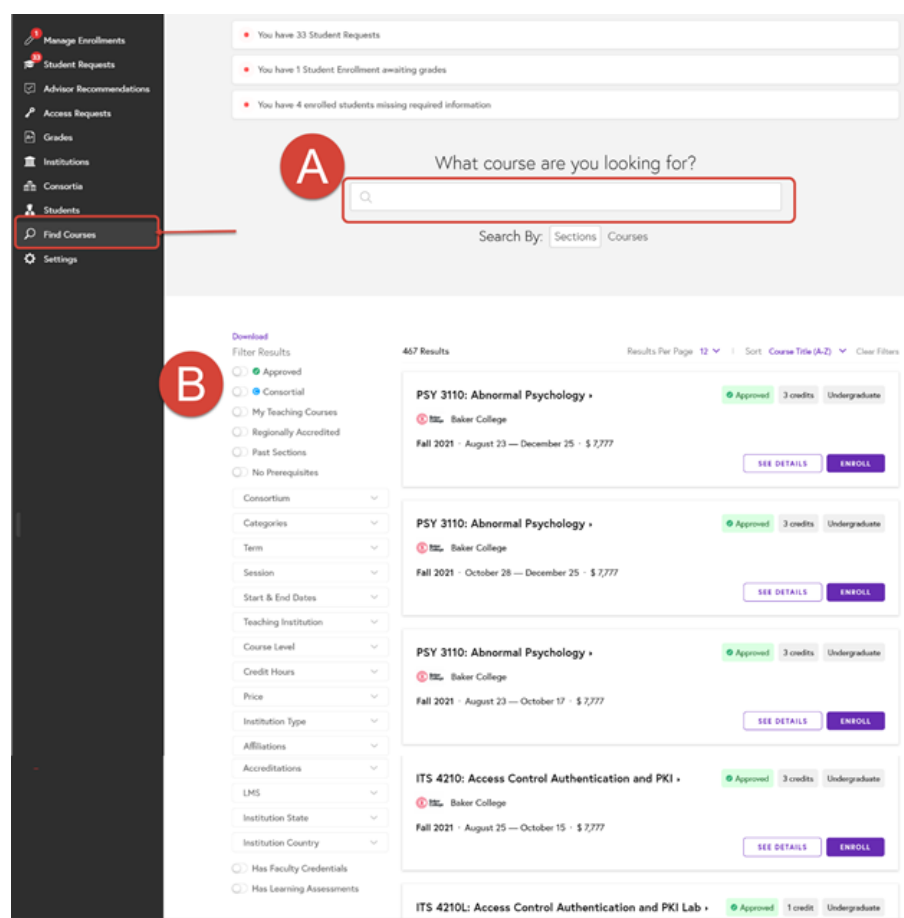 1
Manage Enrollments
33
Student Requests
Advisor Recommendations
Access Requests
Grades
Institutions
Consortia
Students
Find Courses
Settings
You have 33 Student Requests
You have 1 Student Enrollment awaiting grades
You have 4 enrolled students missing required information
A
What course are you looking for?
Search By: Sections Courses
Download
Filter Results
B
Approved
Consortial
My Teaching Courses
Regionally Accredited
Past Sections
No Prerequisites
Consortium
Categories
Term
Session
Start & End Dates
Teaching Institution
Course Level
Credit Hours
Price
Institution Type
Affiliations
Accreditations
LMS
Institution State
Institution Country
Has Faculty Credentials
Has Learning Assessments
467 Results Results Per Page 12 | Sort Course Title (A-Z) Clear Filters
PSY 3110: Abnormal Psychology › Approved 3 credits Undergraduate
Baker College
Fall 2021 · August 23 — December 25 · $ 7,777
SEE DETAILS ENROLL
PSY 3110: Abnormal Psychology › Approved 3 credits Undergraduate
Baker College
Fall 2021 · October 28 — December 25 · $ 7,777
SEE DETAILS ENROLL
PSY 3110: Abnormal Psychology › Approved 3 credits Undergraduate
Baker College
Fall 2021 · August 23 — October 17 · $ 7,777
SEE DETAILS ENROLL
ITS 4210: Access Control Authentication and PKI › Approved 3 credits Undergraduate
Baker College
Fall 2021 · August 25 — October 15 · $ 7,777
SEE DETAILS ENROLL
ITS 4210L: Access Control Authentication and PKI Lab › Approved 1 credit Undergraduate